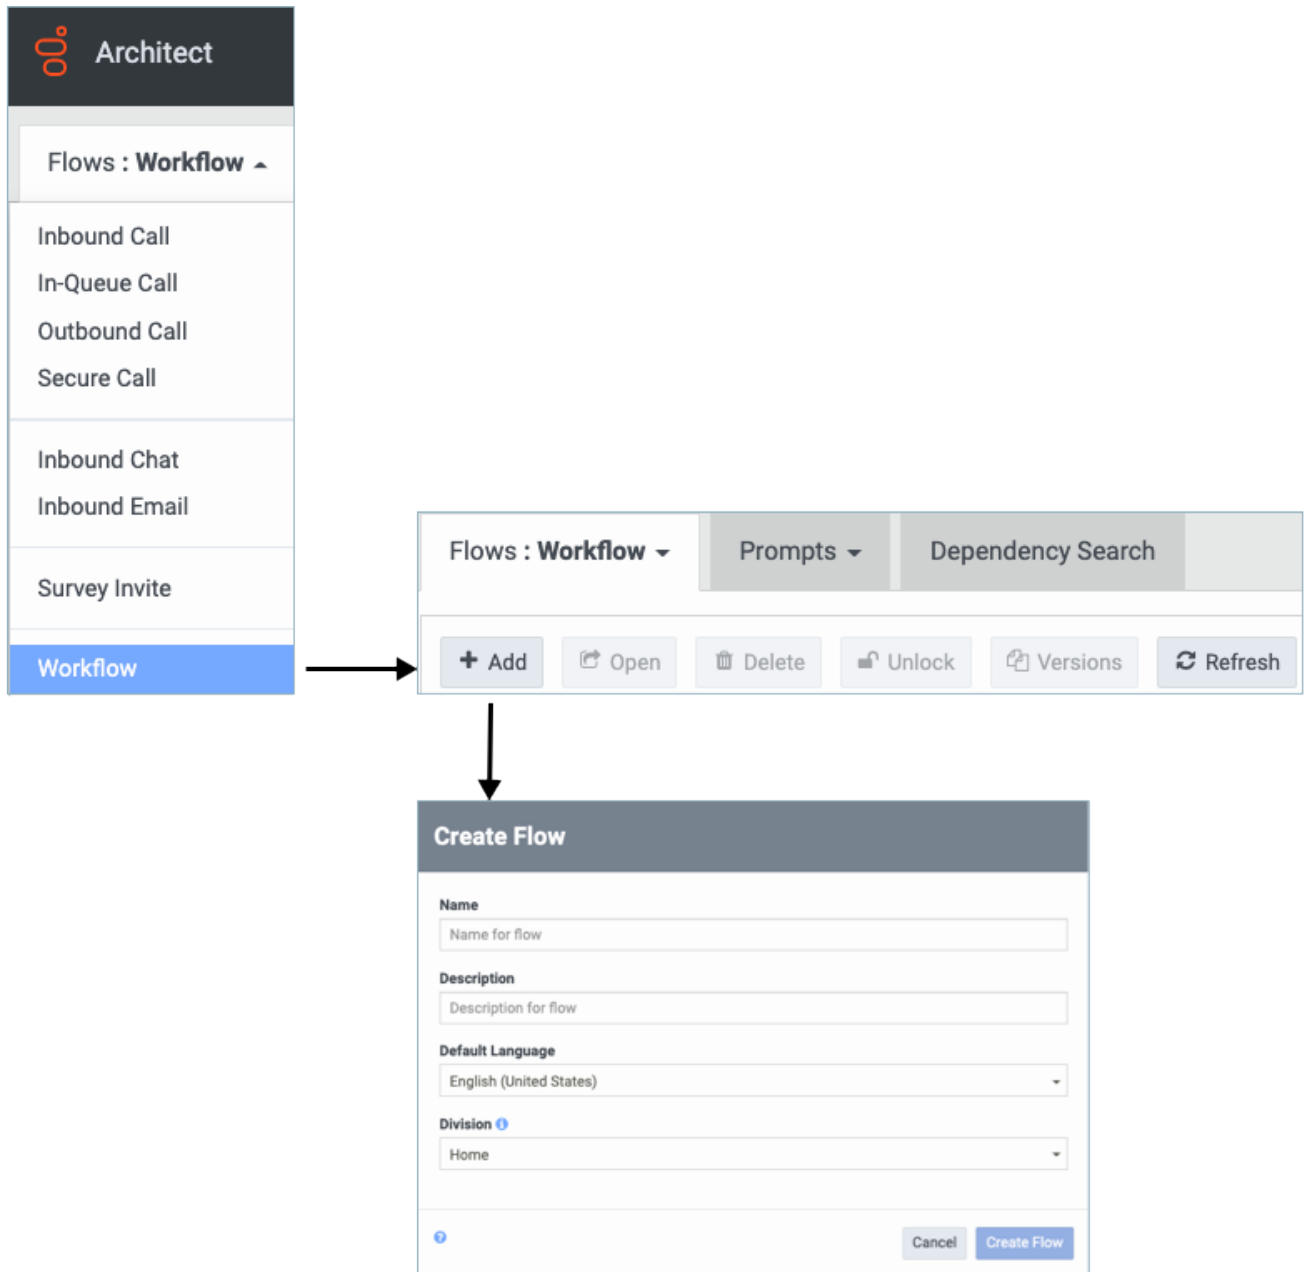 Architect
Flows : Workflow
Inbound Call
In-Queue Call
Outbound Call
Secure Call
Inbound Chat
Inbound Email
Survey Invite
Workflow
Flows : Workflow Prompts Dependency Search
Add Open Delete Unlock Versions Refresh
Create Flow
Name
Name for flow
Description
Description for flow
Default Language
English (United States)
Division
Home
Cancel Create Flow